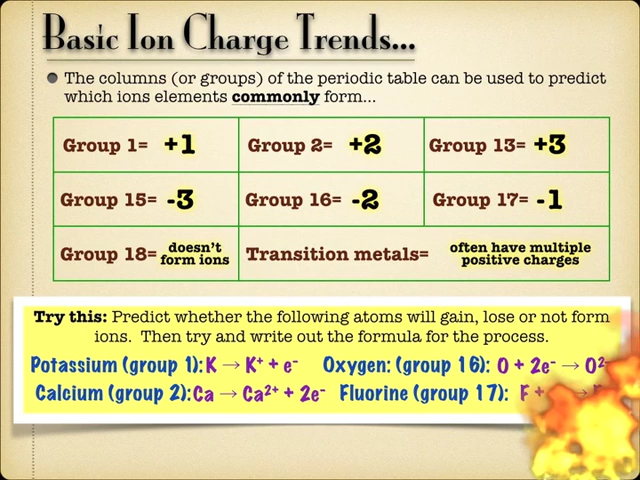 Basic Ion Charge Trends...
The columns (or groups) of the periodic table can be used to predict
which ions elements commonly form...
Group 1= +1 Group 2= +2 Group 13= +3
Group 15= -3 Group 16= -2 Group 17= -1
Group 18= doesn't form ions Transition metals= often have multiple positive charges
Try this: Predict whether the following atoms will gain, lose or not form
ions. Then try and write out the formula for the process.
Potassium (group 1): K → K⁺ + e⁻ Oxygen: (group 16): O + 2e⁻ → O²⁻
Calcium (group 2): Ca → Ca²⁺ + 2e⁻ Fluorine (group 17): F +